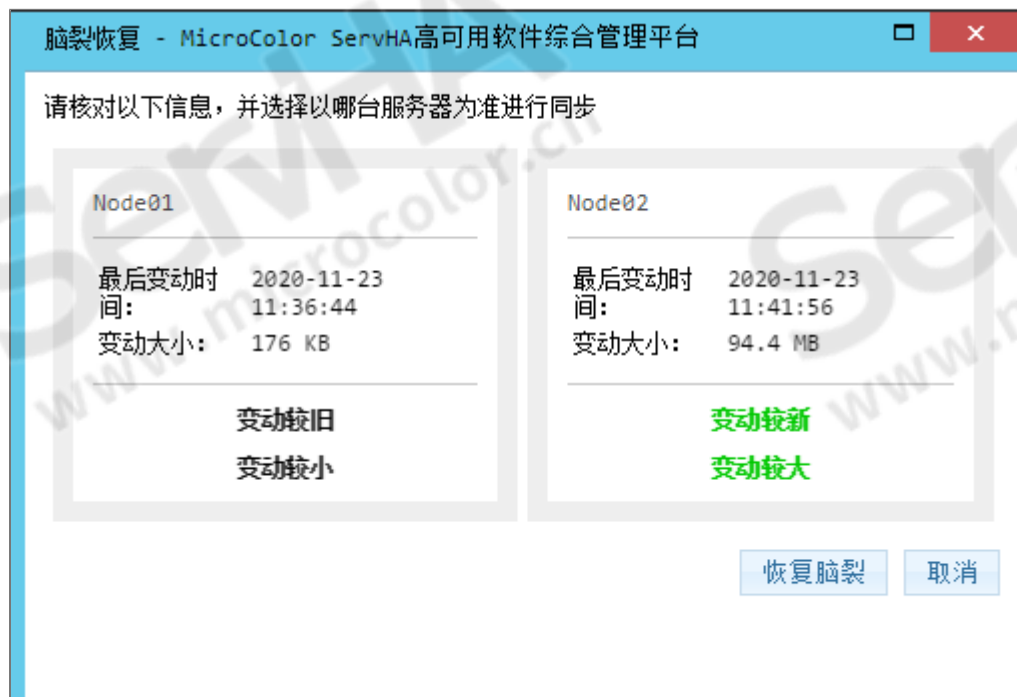 脑裂恢复 - MicroColor ServHA高可用软件综合管理平台
请核对以下信息，并选择以哪台服务器为准进行同步
Node01
最后变动时间：
2020-11-23 11:36:44
变动大小：
176 KB
变动较旧
变动较小
Node02
最后变动时间：
2020-11-23 11:41:56
变动大小：
94.4 MB
变动较新
变动较大
恢复脑裂
取消
ServHA
www.microcolor.cn